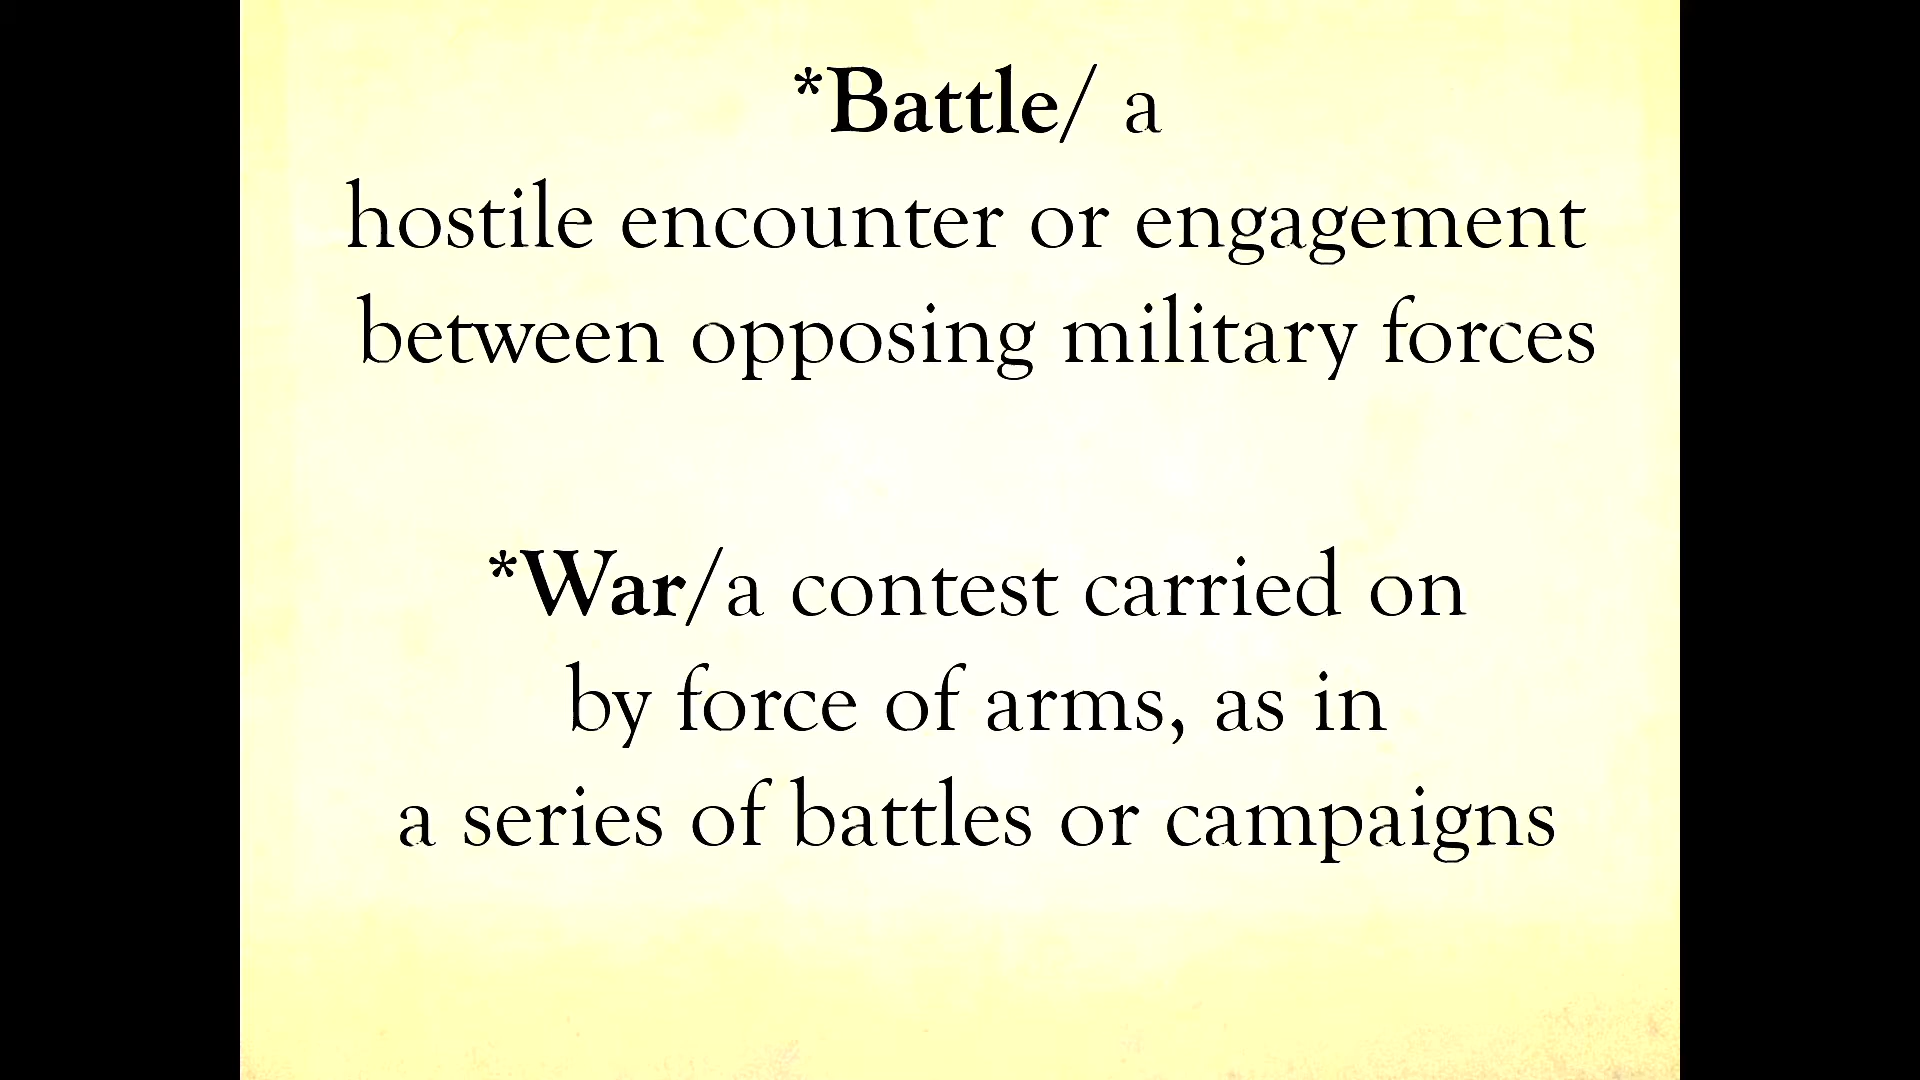 *Battle/ a
hostile encounter or engagement
between opposing military forces
*War/a contest carried on
by force of arms, as in
a series of battles or campaigns